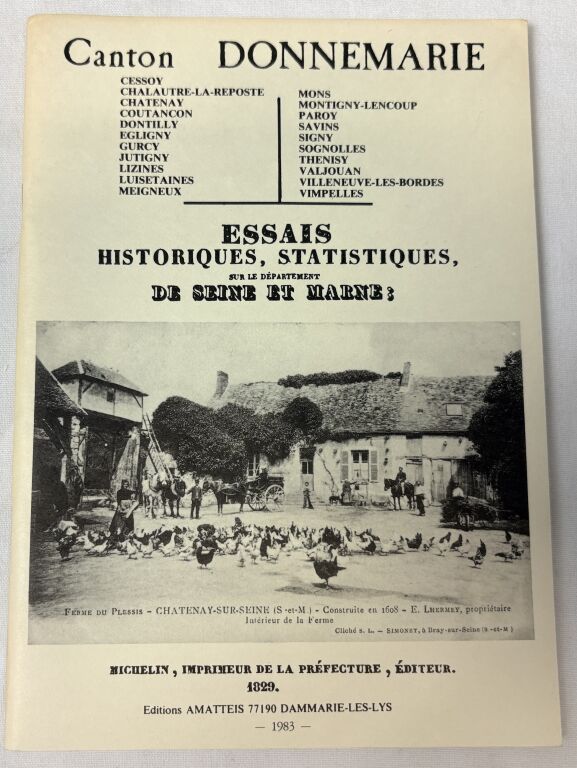 Canton DONNEMARIE
CESSOY
CHALAUTRE-LA-REPOSTE
CHATENAY
COUTANCON
DONTILLY
EGLIGNY
GURCY
JUTIGNY
LIZINES
LUISETAINES
MEIGNEUX
MONS
MONTIGNY-LENCOUP
PAROY
SAVINS
SIGNY
SOGNOLLES
THENISY
VALJOUAN
VILLENEUVE-LES-BORDES
VIMPELLES
ESSAIS
HISTORIQUES, STATISTIQUES,
SUR LE DÉPARTEMENT
DE SEINE ET MARNE;
FERME DU PLESSIS - CHATENAY-SUR-SEINE (S-et-M) - Construite en 1608 - E. LHERMEY, propriétaire
Intérieur de la Ferme
Cliché S. L. - SIMONET, à Bray-sur-Seine (S-et-M)
MICHELIN, IMPRIMEUR DE LA PRÉFECTURE, ÉDITEUR.
1829.
Editions AMATTEIS 77190 DAMMARIE-LES-LYS
— 1983 —